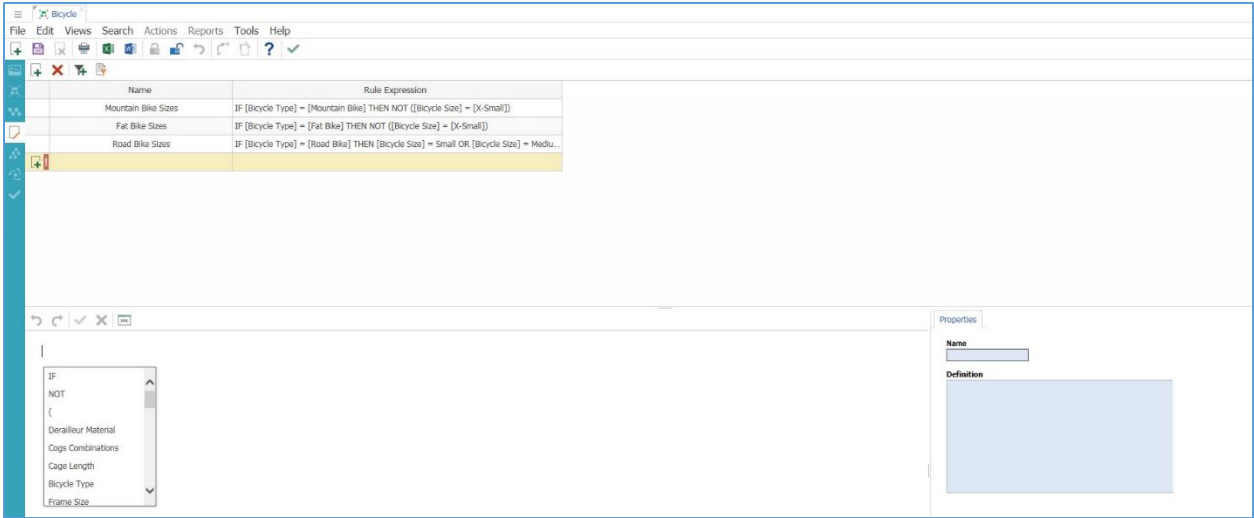 Bicycle
File Edit Views Search Actions Reports Tools Help
Name Rule Expression
Mountain Bike Sizes IF [Bicycle Type] = [Mountain Bike] THEN NOT ([Bicycle Size] = [X-Small])
Fat Bike Sizes IF [Bicycle Type] = [Fat Bike] THEN NOT ([Bicycle Size] = [X-Small])
Road Bike Sizes IF [Bicycle Type] = [Road Bike] THEN [Bicycle Size] = Small OR [Bicycle Size] = Mediu...
Properties
Name
Definition
IF
NOT
(
Derailleur Material
Cogs Combinations
Cage Length
Bicycle Type
Frame Size